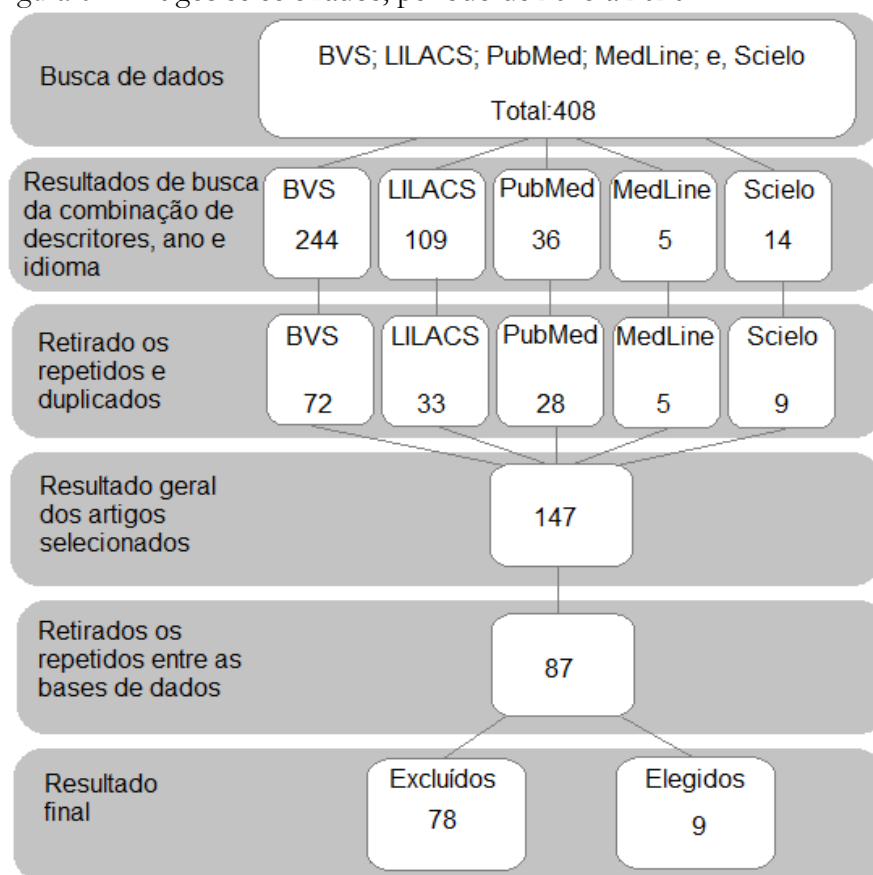 Busca de dados
BVS; LILACS; PubMed; MedLine; e, Scielo
Total:408
Resultados de busca
da combinação de
descritores, ano e
idioma
BVS
244
LILACS
109
PubMed
36
MedLine
5
Scielo
14
Retirado os
repetidos e
duplicados
BVS
72
LILACS
33
PubMed
28
MedLine
5
Scielo
9
Resultado geral
dos artigos
selecionados
147
Retirados os
repetidos entre as
bases de dados
87
Resultado
final
Excluídos
78
Elegidos
9